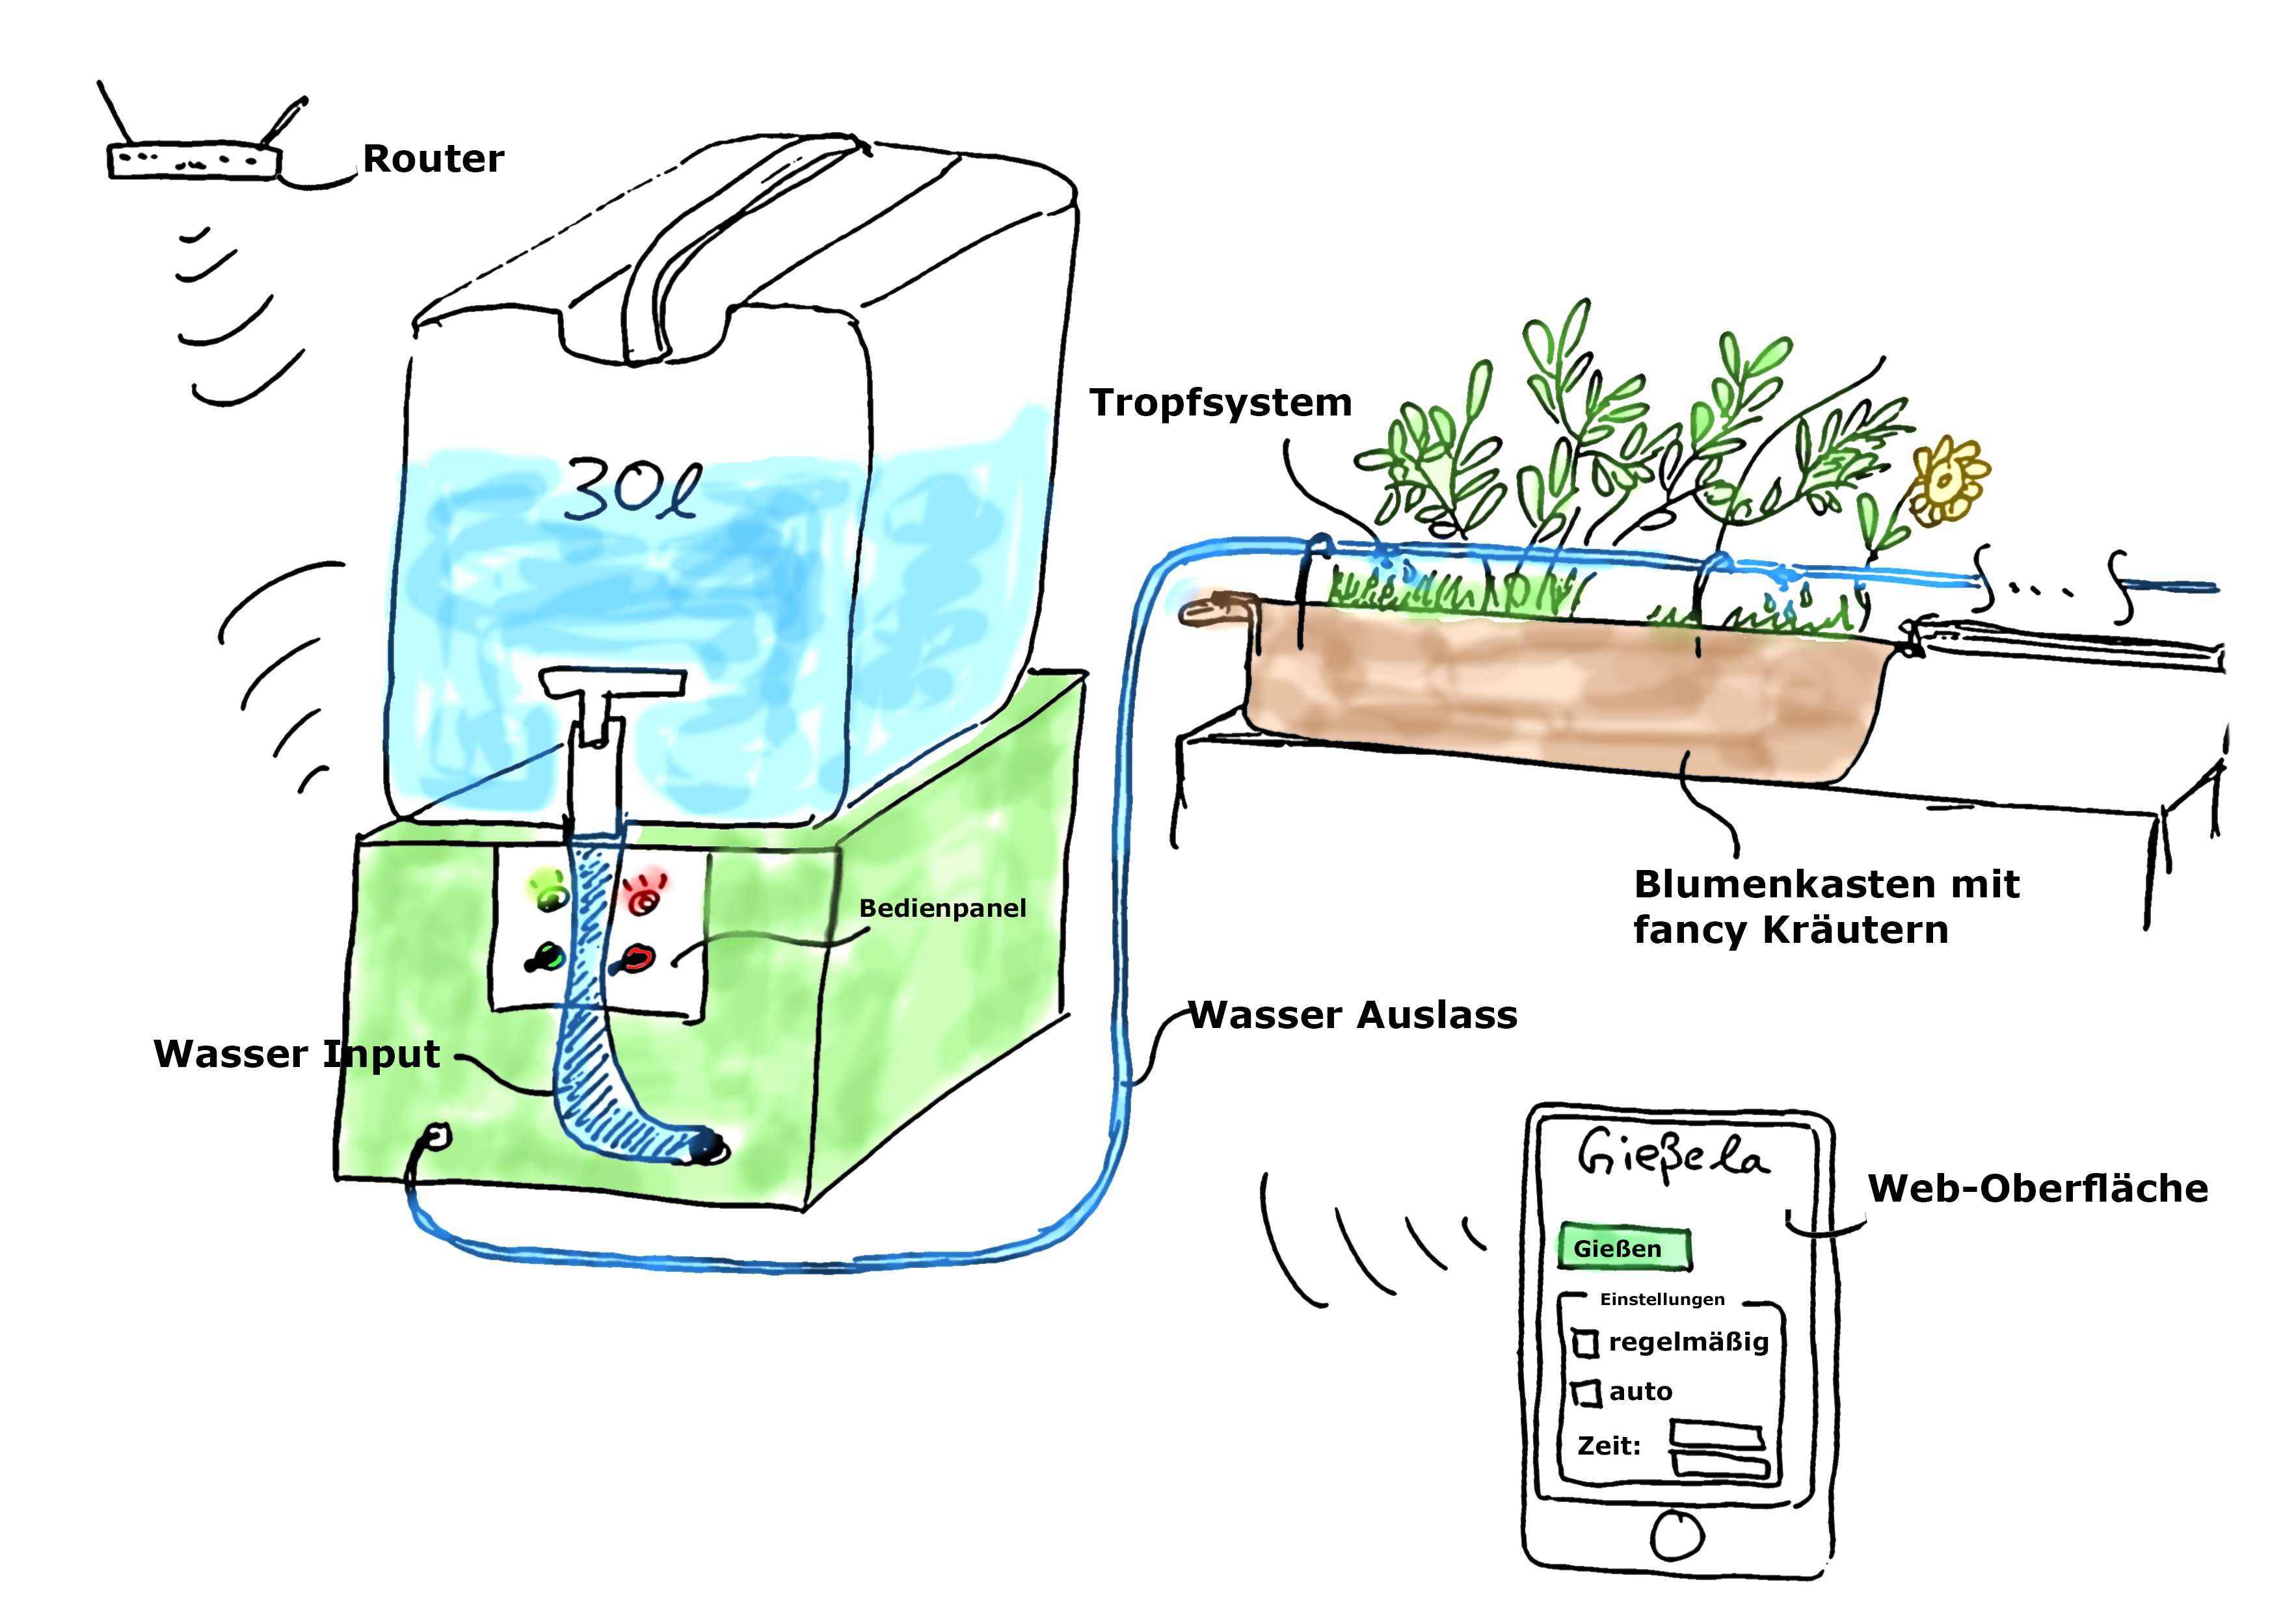 Router
30l
Tropfsystem
Bedienpanel
Blumenkasten mit
fancy Kräutern
Wasser Input
Wasser Auslass
Gießela
Web-Oberfläche
Gießen
Einstellungen
regelmäßig
auto
Zeit: